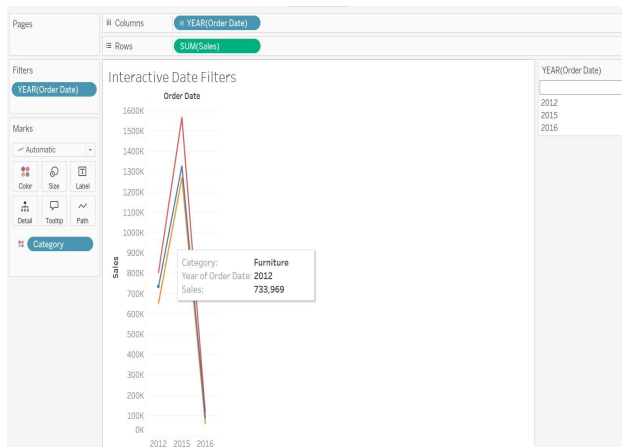 Pages
iii Columns
⊞ YEAR(Order Date)
Rows
SUM(Sales)
Filters
YEAR(Order Date)
Marks
Automatic
Color
Size
Label
Detail
Tooltip
Path
Category
Interactive Date Filters
Order Date
1600K
1500K
1400K
1300K
1200K
1100K
1000K
900K
800K
700K
600K
500K
400K
300K
200K
100K
0K
Sales
2012 2015 2016
Category: Furniture
Year of Order Date: 2012
Sales: 733,969
YEAR(Order Date)
2012
2015
2016